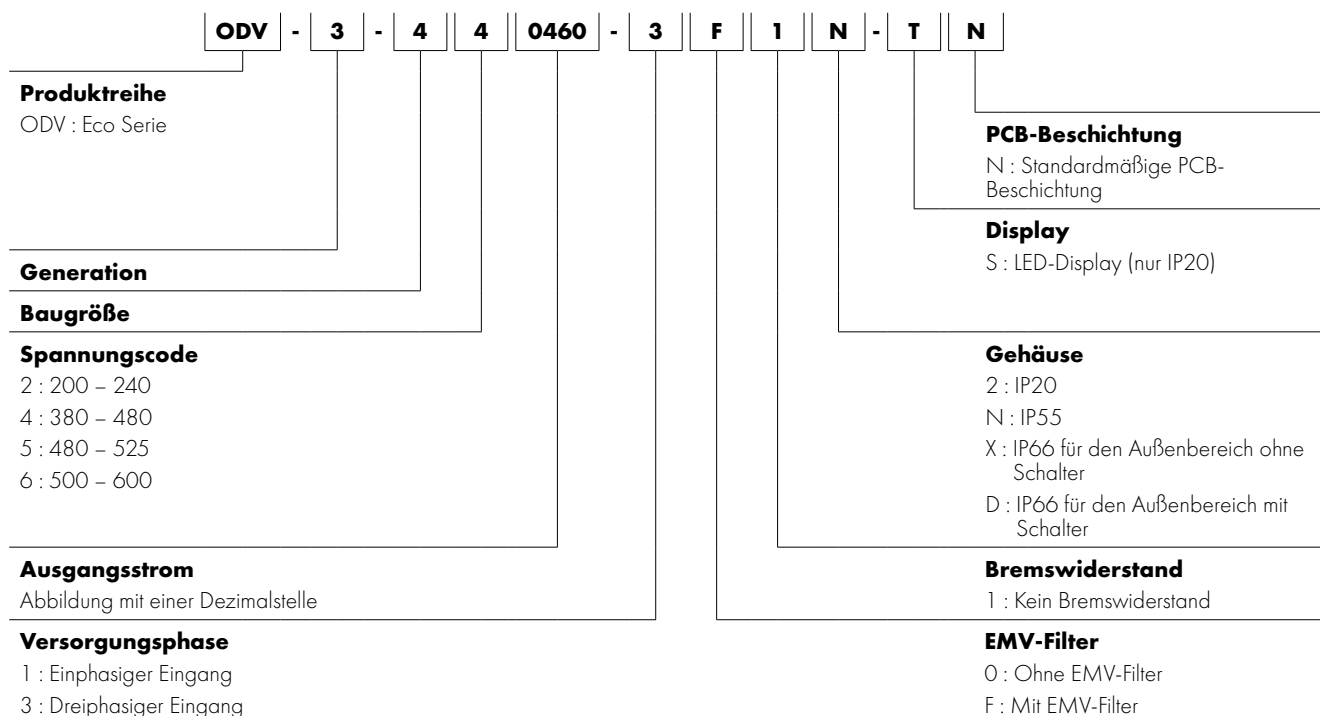 ODV - 3 - 4 4 0460 - 3 F 1 N - T N
Produktreihe
ODV : Eco Serie
Generation
Baugröße
Spannungscode
2 : 200 – 240
4 : 380 – 480
5 : 480 – 525
6 : 500 – 600
Ausgangsstrom
Abbildung mit einer Dezimalstelle
Versorgungsphase
1 : Einphasiger Eingang
3 : Dreiphasiger Eingang
PCB-Beschichtung
N : Standardmäßige PCB-
Beschichtung
Display
S : LED-Display (nur IP20)
Gehäuse
2 : IP20
N : IP55
X : IP66 für den Außenbereich ohne
Schalter
D : IP66 für den Außenbereich mit
Schalter
Bremswiderstand
1 : Kein Bremswiderstand
EMV-Filter
0 : Ohne EMV-Filter
F : Mit EMV-Filter